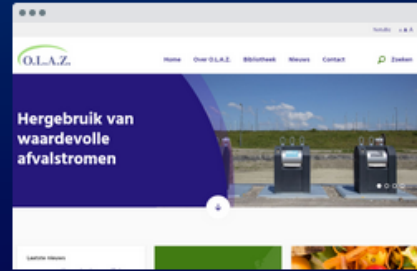 O.L.A.Z.
Home Over O.L.A.Z. Bibliotheek Nieuws Contact Zoeken
Hergebruik van
waardevolle
afvalstromen
Laatste nieuws